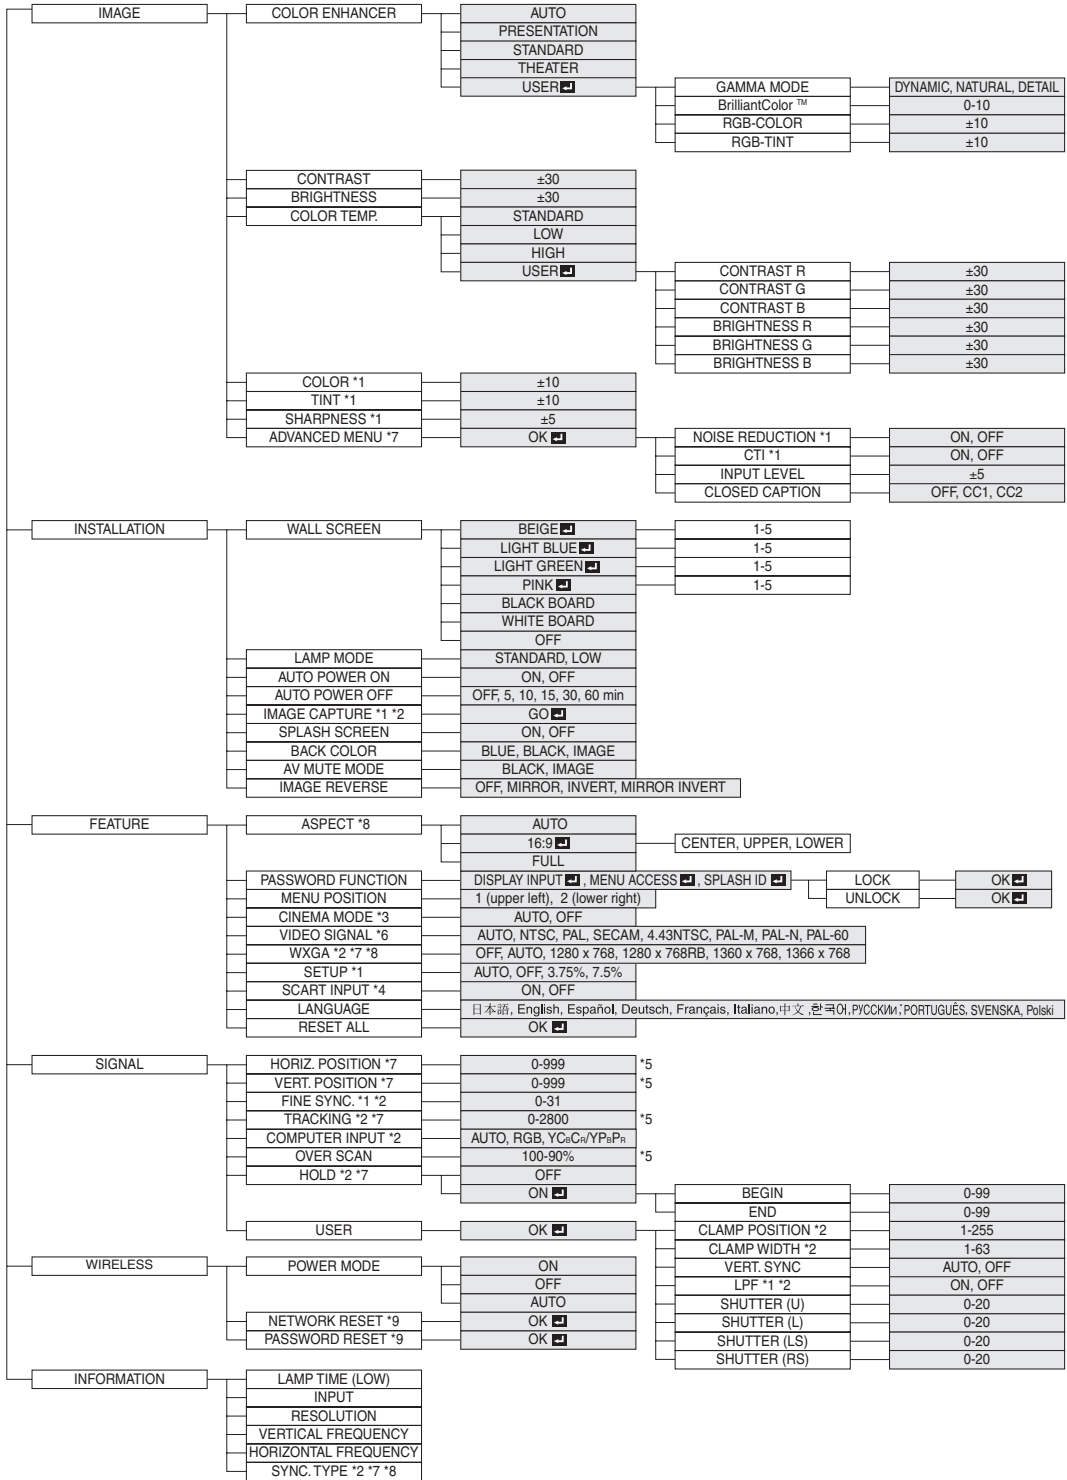 IMAGE COLOR ENHANCER AUTO
PRESENTATION
STANDARD
THEATER
USER GAMMA MODE DYNAMIC, NATURAL, DETAIL
BrilliantColor ™ 0-10
RGB-COLOR ±10
RGB-TINT ±10
CONTRAST ±30
BRIGHTNESS ±30
COLOR TEMP. STANDARD
LOW
HIGH
USER CONTRAST R ±30
CONTRAST G ±30
CONTRAST B ±30
BRIGHTNESS R ±30
BRIGHTNESS G ±30
BRIGHTNESS B ±30
COLOR *1 ±10
TINT *1 ±10
SHARPNESS *1 ±5
ADVANCED MENU *7 OK NOISE REDUCTION *1 ON, OFF
CTI *1 ON, OFF
INPUT LEVEL ±5
CLOSED CAPTION OFF, CC1, CC2
INSTALLATION WALL SCREEN BEIGE 1-5
LIGHT BLUE 1-5
LIGHT GREEN 1-5
PINK 1-5
BLACK BOARD
WHITE BOARD
OFF
LAMP MODE STANDARD, LOW
AUTO POWER ON ON, OFF
AUTO POWER OFF OFF, 5, 10, 15, 30, 60 min
IMAGE CAPTURE *1 *2 GO
SPLASH SCREEN ON, OFF
BACK COLOR BLUE, BLACK, IMAGE
AV MUTE MODE BLACK, IMAGE
IMAGE REVERSE OFF, MIRROR, INVERT, MIRROR INVERT
FEATURE ASPECT *8 AUTO
16:9 CENTER, UPPER, LOWER
FULL
PASSWORD FUNCTION DISPLAY INPUT , MENU ACCESS , SPLASH ID LOCK OK
MENU POSITION 1 (upper left), 2 (lower right) UNLOCK OK
CINEMA MODE *3 AUTO, OFF
VIDEO SIGNAL *6 AUTO, NTSC, PAL, SECAM, 4.43NTSC, PAL-M, PAL-N, PAL-60
WXGA *2 *7 *8 OFF, AUTO, 1280 x 768, 1280 x 768RB, 1360 x 768, 1366 x 768
SETUP *1 AUTO, OFF, 3.75%, 7.5%
SCART INPUT *4 ON, OFF
LANGUAGE 日本語, English, Español, Deutsch, Français, Italiano, 中文, 한국어, РУССКИЙ, PORTUGUÊS, SVENSKA, Polski
RESET ALL OK
SIGNAL HORIZ. POSITION *7 0-999 *5
VERT. POSITION *7 0-999 *5
FINE SYNC. *1 *2 0-31
TRACKING *2 *7 0-2800 *5
COMPUTER INPUT *2 AUTO, RGB, YCBCR/YPBPR
OVER SCAN 100-90% *5
HOLD *2 *7 OFF
ON BEGIN 0-99
END 0-99
USER OK CLAMP POSITION *2 1-255
CLAMP WIDTH *2 1-63
WIRELESS POWER MODE ON VERT. SYNC AUTO, OFF
OFF LPF *1 *2 ON, OFF
AUTO SHUTTER (U) 0-20
NETWORK RESET *9 OK SHUTTER (L) 0-20
PASSWORD RESET *9 OK SHUTTER (LS) 0-20
SHUTTER (RS) 0-20
INFORMATION LAMP TIME (LOW)
INPUT
RESOLUTION
VERTICAL FREQUENCY
HORIZONTAL FREQUENCY
SYNC. TYPE *2 *7 *8